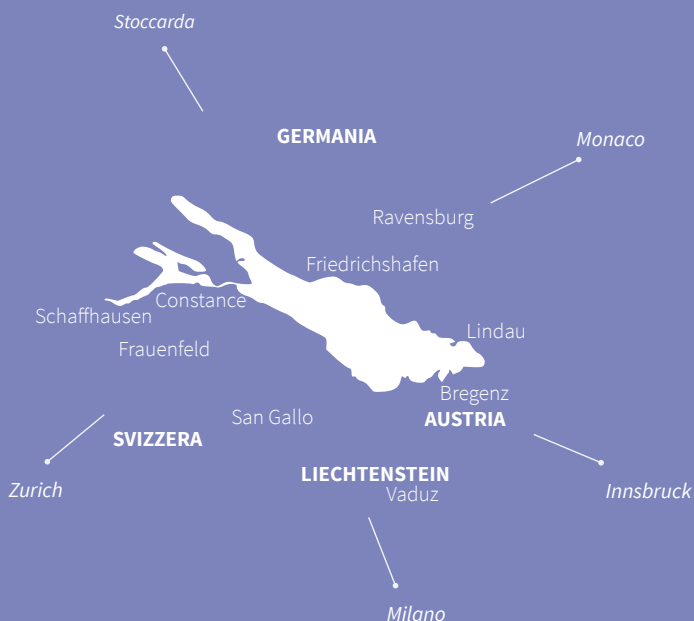 Stoccarda
GERMANIA
Monaco
Ravensburg
Friedrichshafen
Constance
Schaffhausen
Lindau
Frauenfeld
Bregenz
San Gallo
AUSTRIA
SVIZZERA
LIECHTENSTEIN
Vaduz
Zurich
Innsbruck
Milano